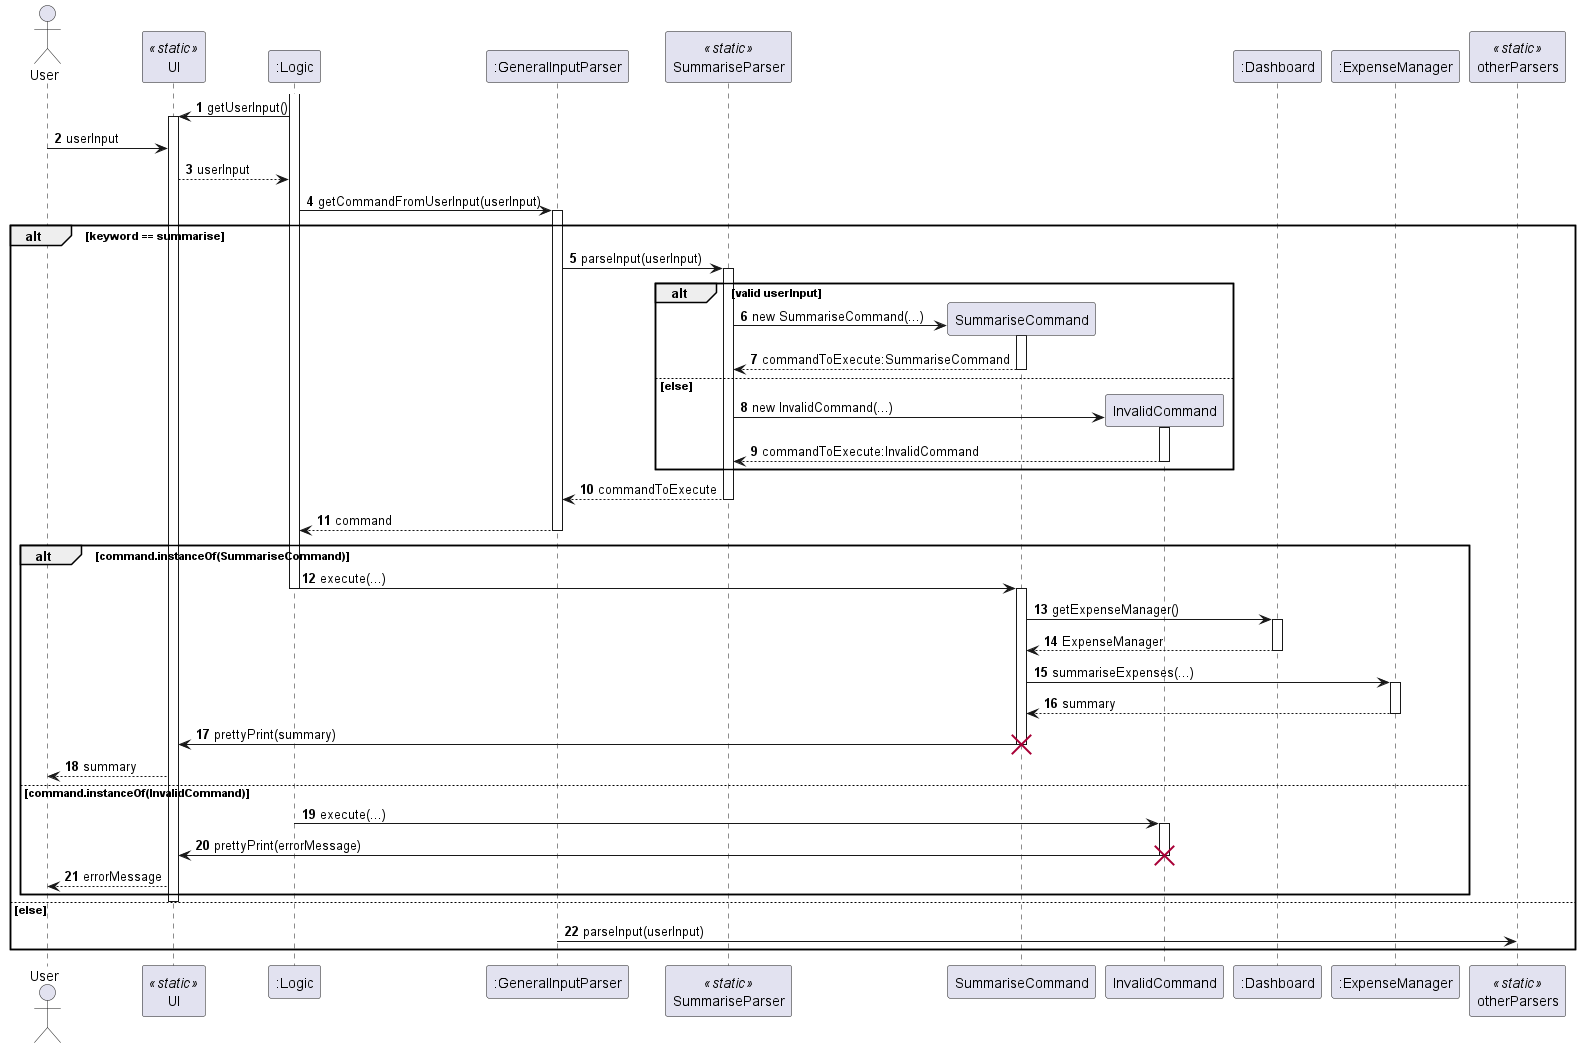 User
«static»
UI
:Logic
:GeneralInputParser
«static»
SummariseParser
:Dashboard
:ExpenseManager
«static»
otherParsers
1 getUserInput()
2 userInput
3 userInput
4 getCommandFromUserInput(userInput)
alt [keyword == summarise]
5 parseInput(userInput)
alt [valid userInput]
6 new SummariseCommand(...)
SummariseCommand
7 commandToExecute:SummariseCommand
[else]
8 new InvalidCommand(...)
InvalidCommand
9 commandToExecute:InvalidCommand
10 commandToExecute
11 command
alt [command.instanceOf(SummariseCommand)]
12 execute(...)
13 getExpenseManager()
14 ExpenseManager
15 summariseExpenses(...)
16 summary
17 prettyPrint(summary)
18 summary
[command.instanceOf(InvalidCommand)]
19 execute(...)
20 prettyPrint(errorMessage)
21 errorMessage
[else]
22 parseInput(userInput)
User
«static»
UI
:Logic
:GeneralInputParser
«static»
SummariseParser
SummariseCommand
InvalidCommand
:Dashboard
:ExpenseManager
«static»
otherParsers